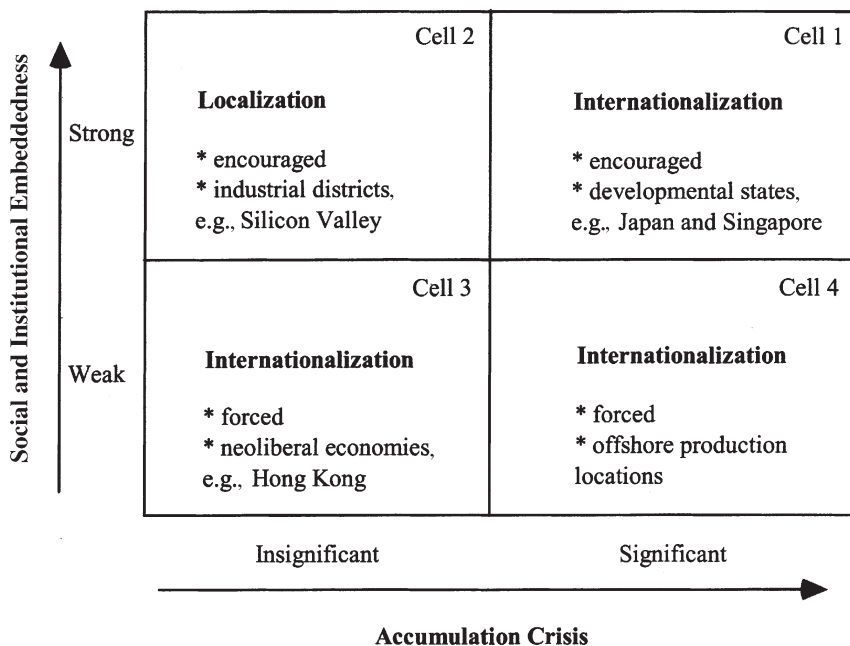 Social and Institutional Embeddedness
Strong
Weak
Cell 2
Localization
* encouraged
* industrial districts,
e.g., Silicon Valley
Cell 1
Internationalization
* encouraged
* developmental states,
e.g., Japan and Singapore
Cell 3
Internationalization
* forced
* neoliberal economies,
e.g., Hong Kong
Cell 4
Internationalization
* forced
* offshore production
locations
Insignificant
Significant
Accumulation Crisis